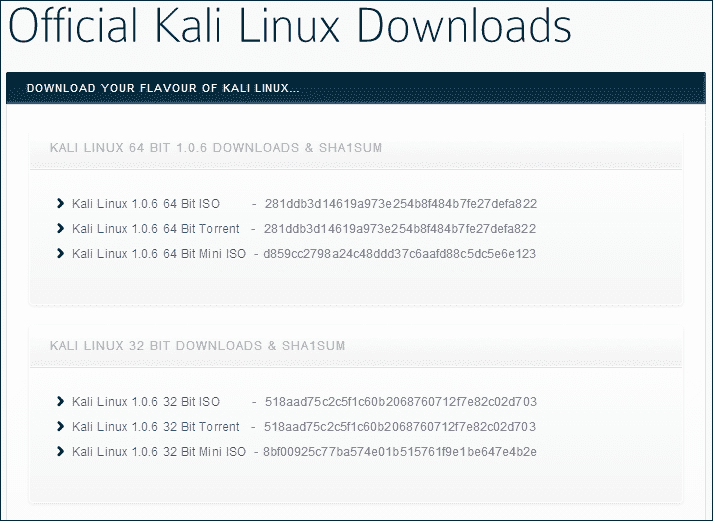 Official Kali Linux Downloads
DOWNLOAD YOUR FLAVOUR OF KALI LINUX...
KALI LINUX 64 BIT 1.0.6 DOWNLOADS & SHA1SUM
Kali Linux 1.0.6 64 Bit ISO - 281ddb3d14619a973e254b8f484b7fe27defa822
Kali Linux 1.0.6 64 Bit Torrent - 281ddb3d14619a973e254b8f484b7fe27defa822
Kali Linux 1.0.6 64 Bit Mini ISO - d859cc2798a24c48ddd37c6aafd88c5dc5e6e123
KALI LINUX 32 BIT DOWNLOADS & SHA1SUM
Kali Linux 1.0.6 32 Bit ISO - 518aad75c2c5f1c60b2068760712f7e82c02d703
Kali Linux 1.0.6 32 Bit Torrent - 518aad75c2c5f1c60b2068760712f7e82c02d703
Kali Linux 1.0.6 32 Bit Mini ISO - 8bf00925c77ba574e01b515761f9e1be647e4b2e